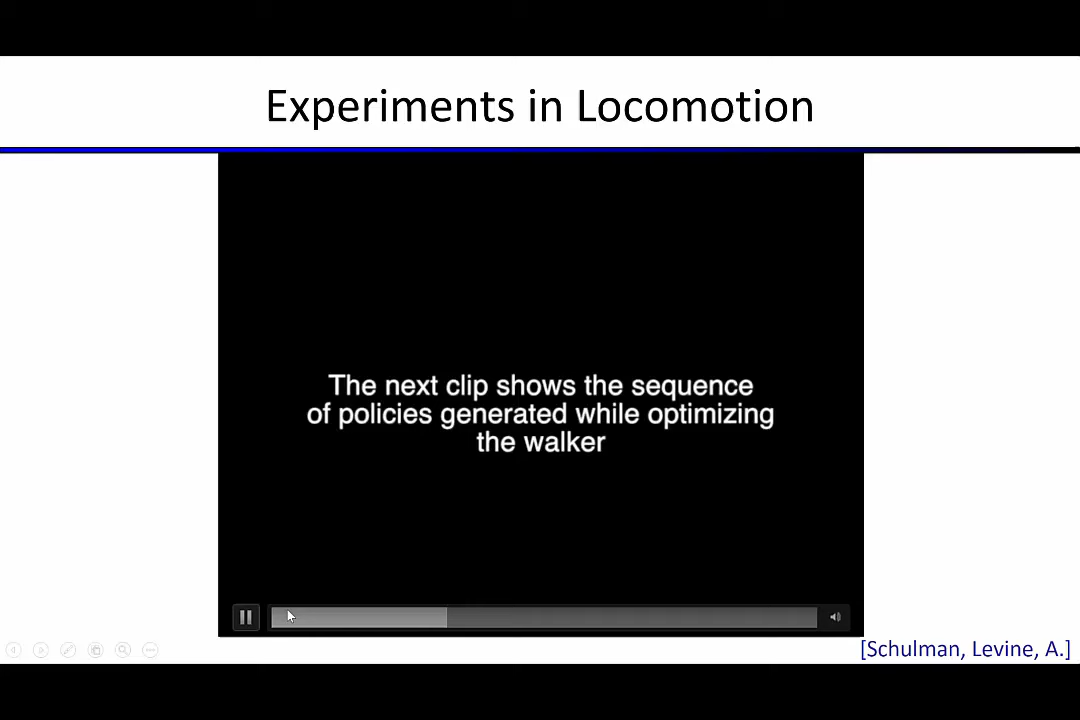 Experiments in Locomotion
The next clip shows the sequence
of policies generated while optimizing
the walker
[Schulman, Levine, A.]